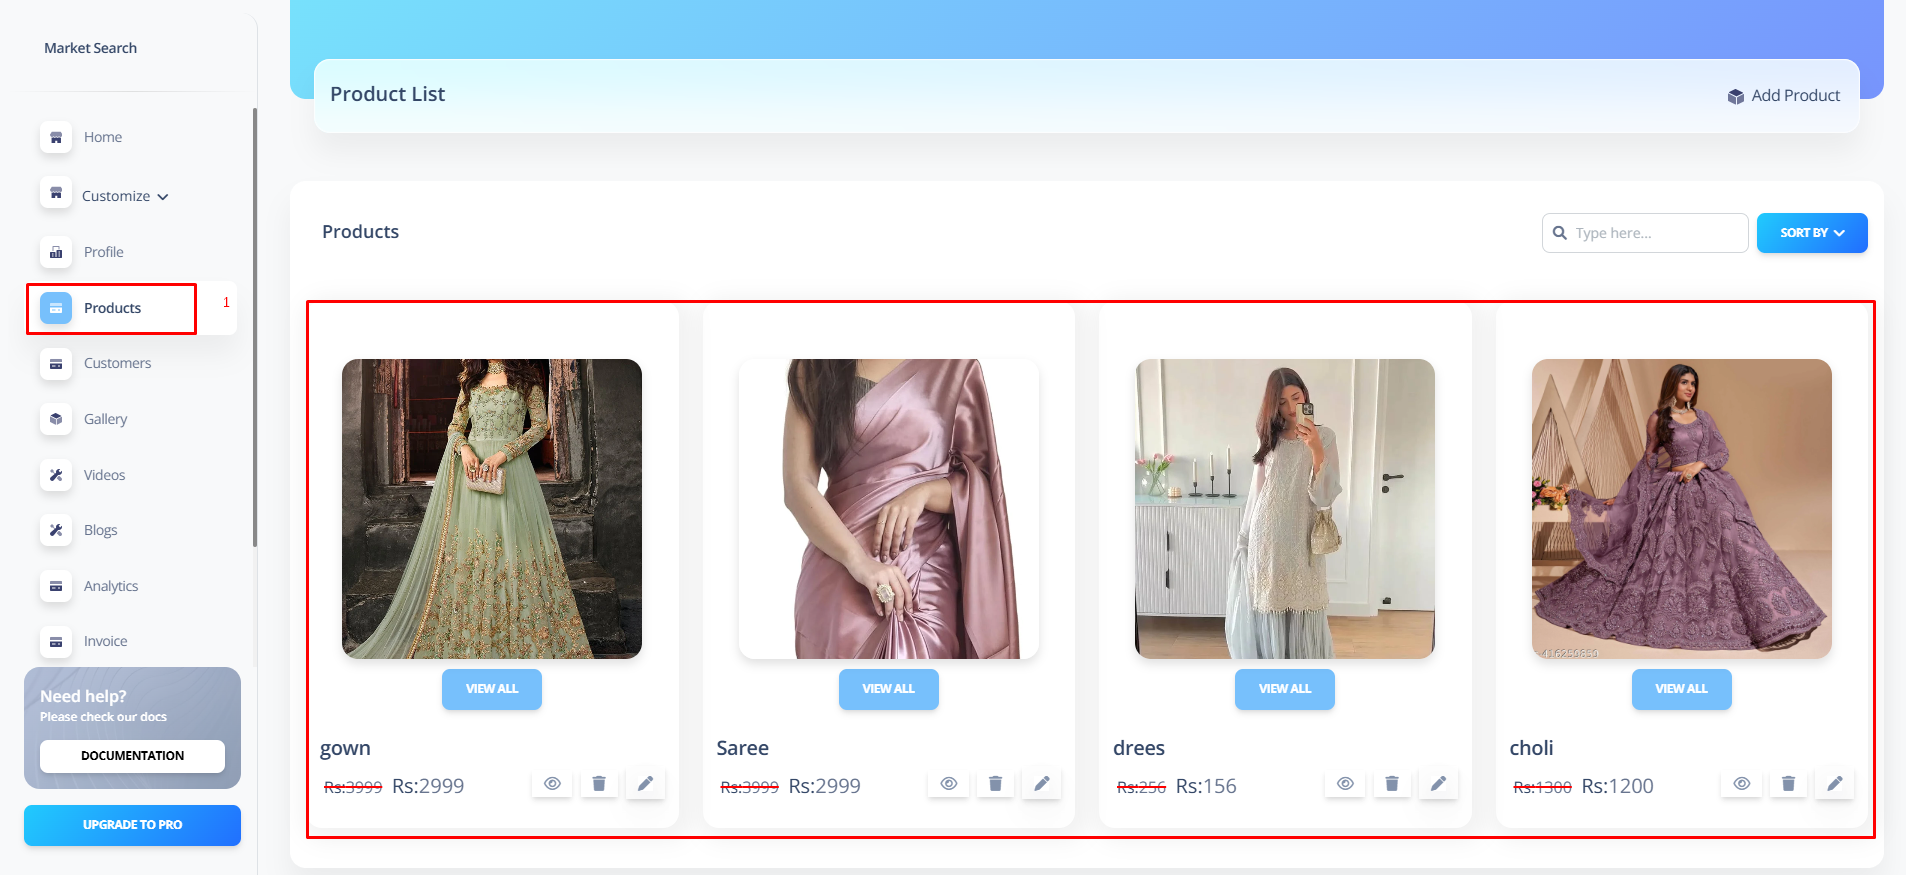 Market Search
Home
Customize
Profile
Products
1
Customers
Gallery
Videos
Blogs
Analytics
Invoice
Need help?
Please check our docs
DOCUMENTATION
UPGRADE TO PRO
Product List
Add Product
Products
Type here...
SORT BY
VIEW ALL
gown
Rs:3999 Rs:2999
VIEW ALL
Saree
Rs:3999 Rs:2999
VIEW ALL
drees
Rs:256 Rs:156
VIEW ALL
choli
Rs:1300 Rs:1200